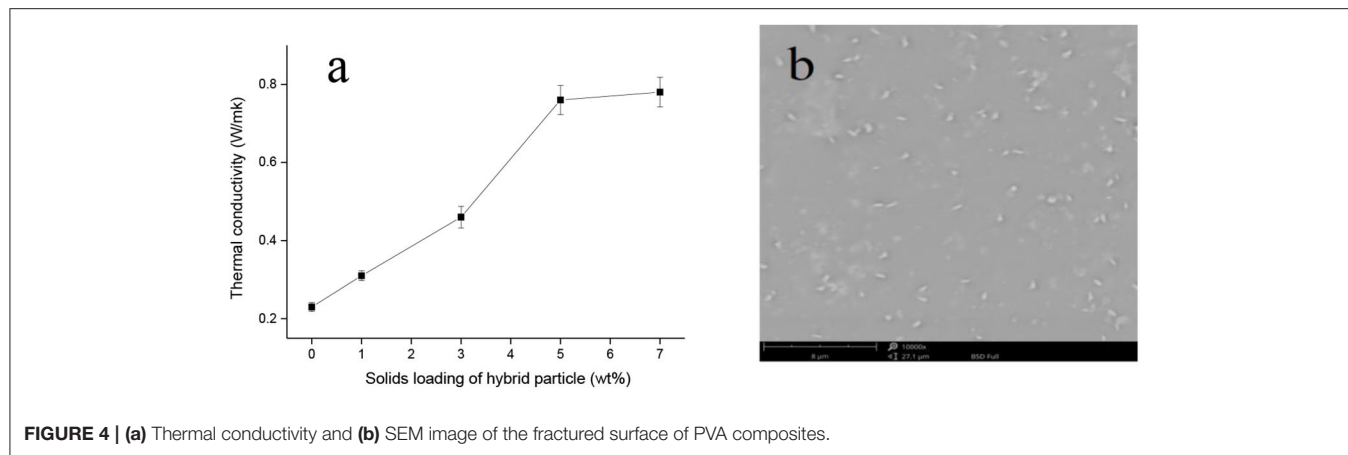 a
Thermal conductivity (W/mk)
0.8
0.6
0.4
0.2
0 1 2 3 4 5 6 7
Solids loading of hybrid particle (wt%)
b
8 µm
10000x
27.1 µm
BSD Full
FIGURE 4 | (a) Thermal conductivity and (b) SEM image of the fractured surface of PVA composites.